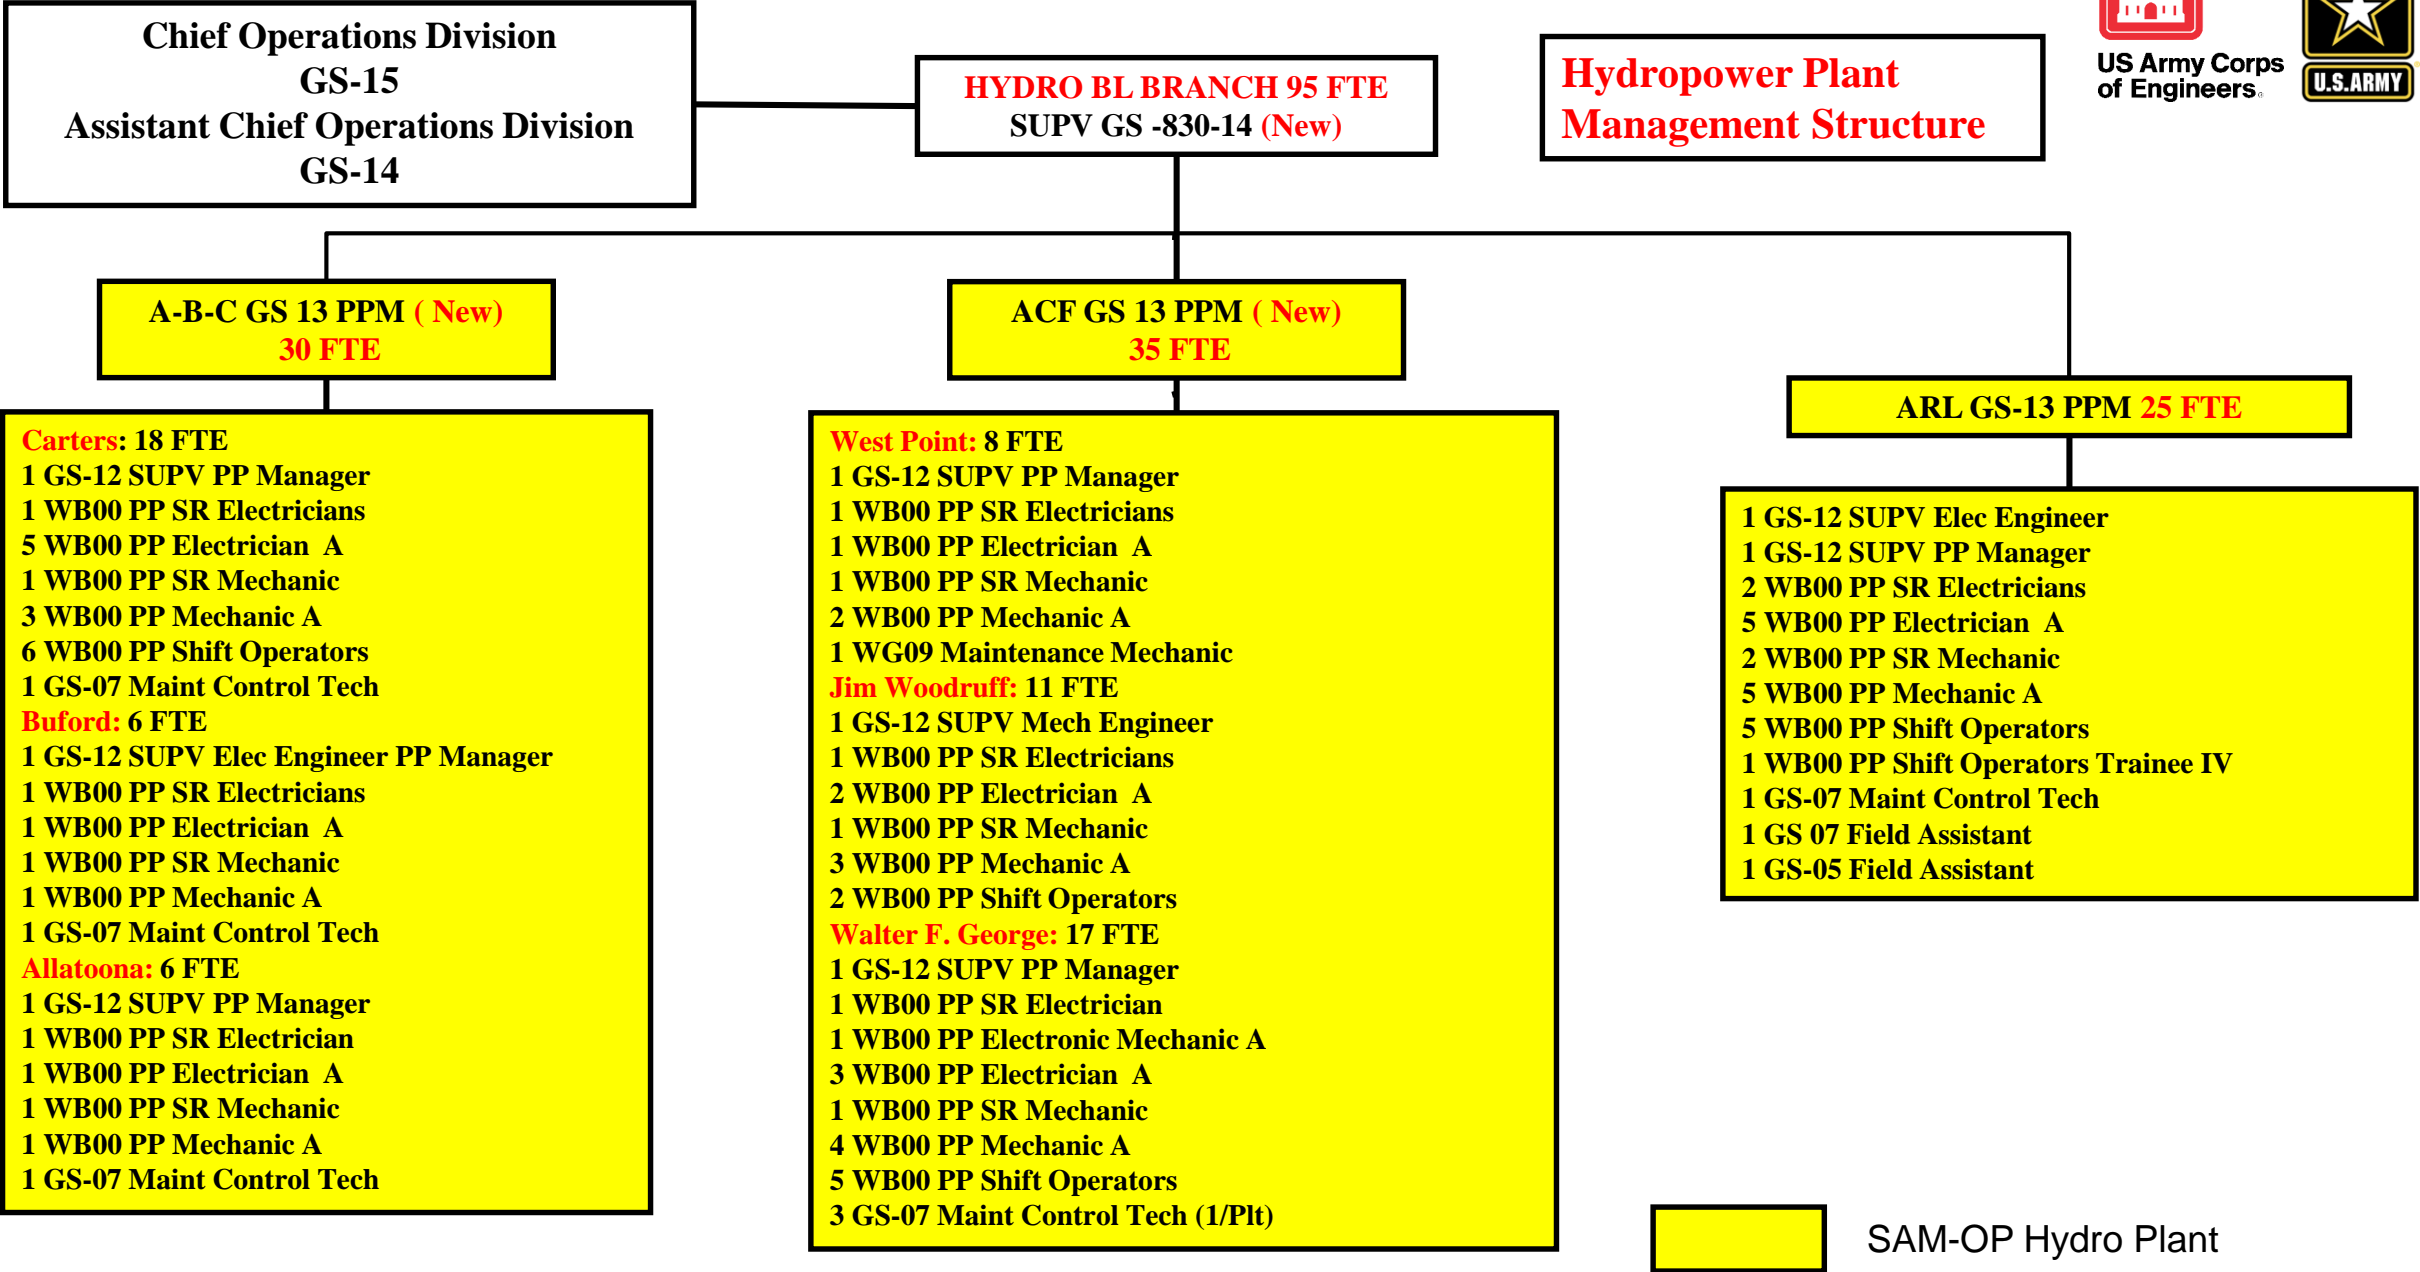 Chief Operations Division
GS-15
Assistant Chief Operations Division
GS-14
HYDRO BL BRANCH 95 FTE
SUPV GS -830-14 (New)
Hydropower Plant
Management Structure
US Army Corps
of Engineers®
U.S.ARMY
A-B-C GS 13 PPM ( New)
30 FTE
ACF GS 13 PPM ( New)
35 FTE
ARL GS-13 PPM 25 FTE
Carters: 18 FTE
1 GS-12 SUPV PP Manager
1 WB00 PP SR Electricians
5 WB00 PP Electrician A
1 WB00 PP SR Mechanic
3 WB00 PP Mechanic A
6 WB00 PP Shift Operators
1 GS-07 Maint Control Tech
Buford: 6 FTE
1 GS-12 SUPV Elec Engineer PP Manager
1 WB00 PP SR Electricians
1 WB00 PP Electrician A
1 WB00 PP SR Mechanic
1 WB00 PP Mechanic A
1 GS-07 Maint Control Tech
Allatoona: 6 FTE
1 GS-12 SUPV PP Manager
1 WB00 PP SR Electrician
1 WB00 PP Electrician A
1 WB00 PP SR Mechanic
1 WB00 PP Mechanic A
1 GS-07 Maint Control Tech
West Point: 8 FTE
1 GS-12 SUPV PP Manager
1 WB00 PP SR Electricians
1 WB00 PP Electrician A
1 WB00 PP SR Mechanic
2 WB00 PP Mechanic A
1 WG09 Maintenance Mechanic
Jim Woodruff: 11 FTE
1 GS-12 SUPV Mech Engineer
1 WB00 PP SR Electricians
2 WB00 PP Electrician A
1 WB00 PP SR Mechanic
3 WB00 PP Mechanic A
2 WB00 PP Shift Operators
Walter F. George: 17 FTE
1 GS-12 SUPV PP Manager
1 WB00 PP SR Electrician
1 WB00 PP Electronic Mechanic A
3 WB00 PP Electrician A
1 WB00 PP SR Mechanic
4 WB00 PP Mechanic A
5 WB00 PP Shift Operators
3 GS-07 Maint Control Tech (1/Plt)
1 GS-12 SUPV Elec Engineer
1 GS-12 SUPV PP Manager
2 WB00 PP SR Electricians
5 WB00 PP Electrician A
2 WB00 PP SR Mechanic
5 WB00 PP Mechanic A
5 WB00 PP Shift Operators
1 WB00 PP Shift Operators Trainee IV
1 GS-07 Maint Control Tech
1 GS 07 Field Assistant
1 GS-05 Field Assistant
SAM-OP Hydro Plant